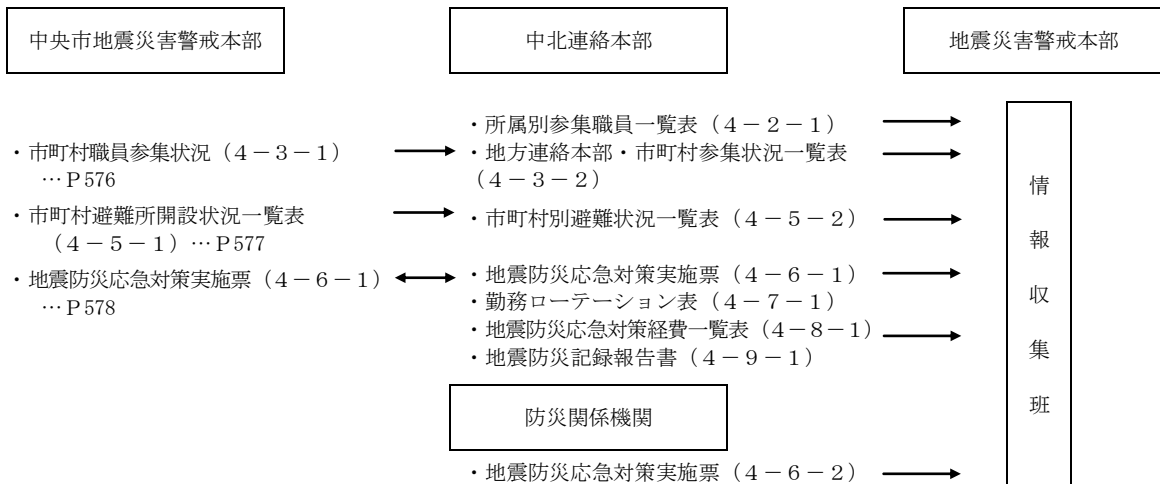 中央市地震災害警戒本部
中北連絡本部
地震災害警戒本部
・市町村職員参集状況（４－３－１）
…Ｐ576
・市町村避難所開設状況一覧表
（４－５－１）…Ｐ577
・地震防災応急対策実施票（４－６－１）
…Ｐ578
・所属別参集職員一覧表（４－２－１）
・地方連絡本部・市町村参集状況一覧表
（４－３－２）
・市町村別避難状況一覧表（４－５－２）
・地震防災応急対策実施票（４－６－１）
・勤務ローテーション表（４－７－１）
・地震防災応急対策経費一覧表（４－８－１）
・地震防災記録報告書（４－９－１）
防災関係機関
・地震防災応急対策実施票（４－６－２）
情報収集班